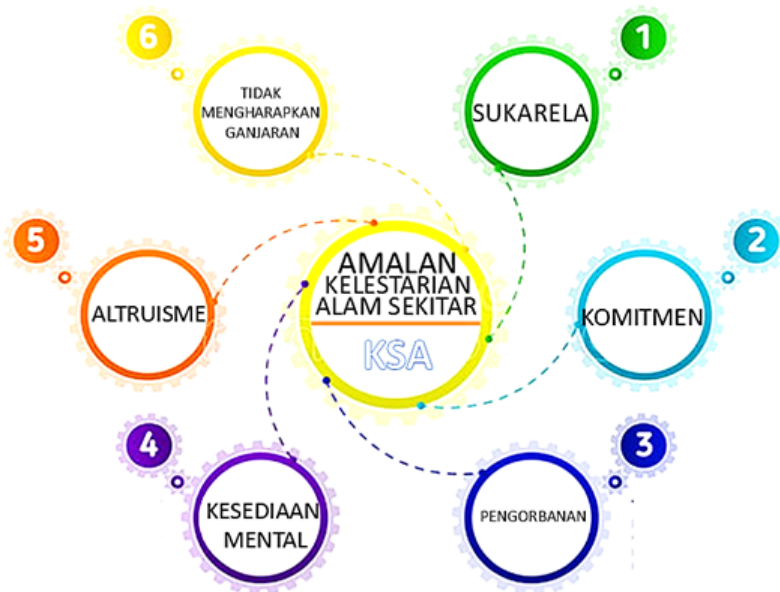 AMALAN
KELESTARIAN
ALAM SEKITAR
KSA
1
SUKARELA
2
KOMITMEN
3
PENGORBANAN
4
KESEDIAAN
MENTAL
5
ALTRUISME
6
TIDAK
MENGHARAPKAN
GANJARAN